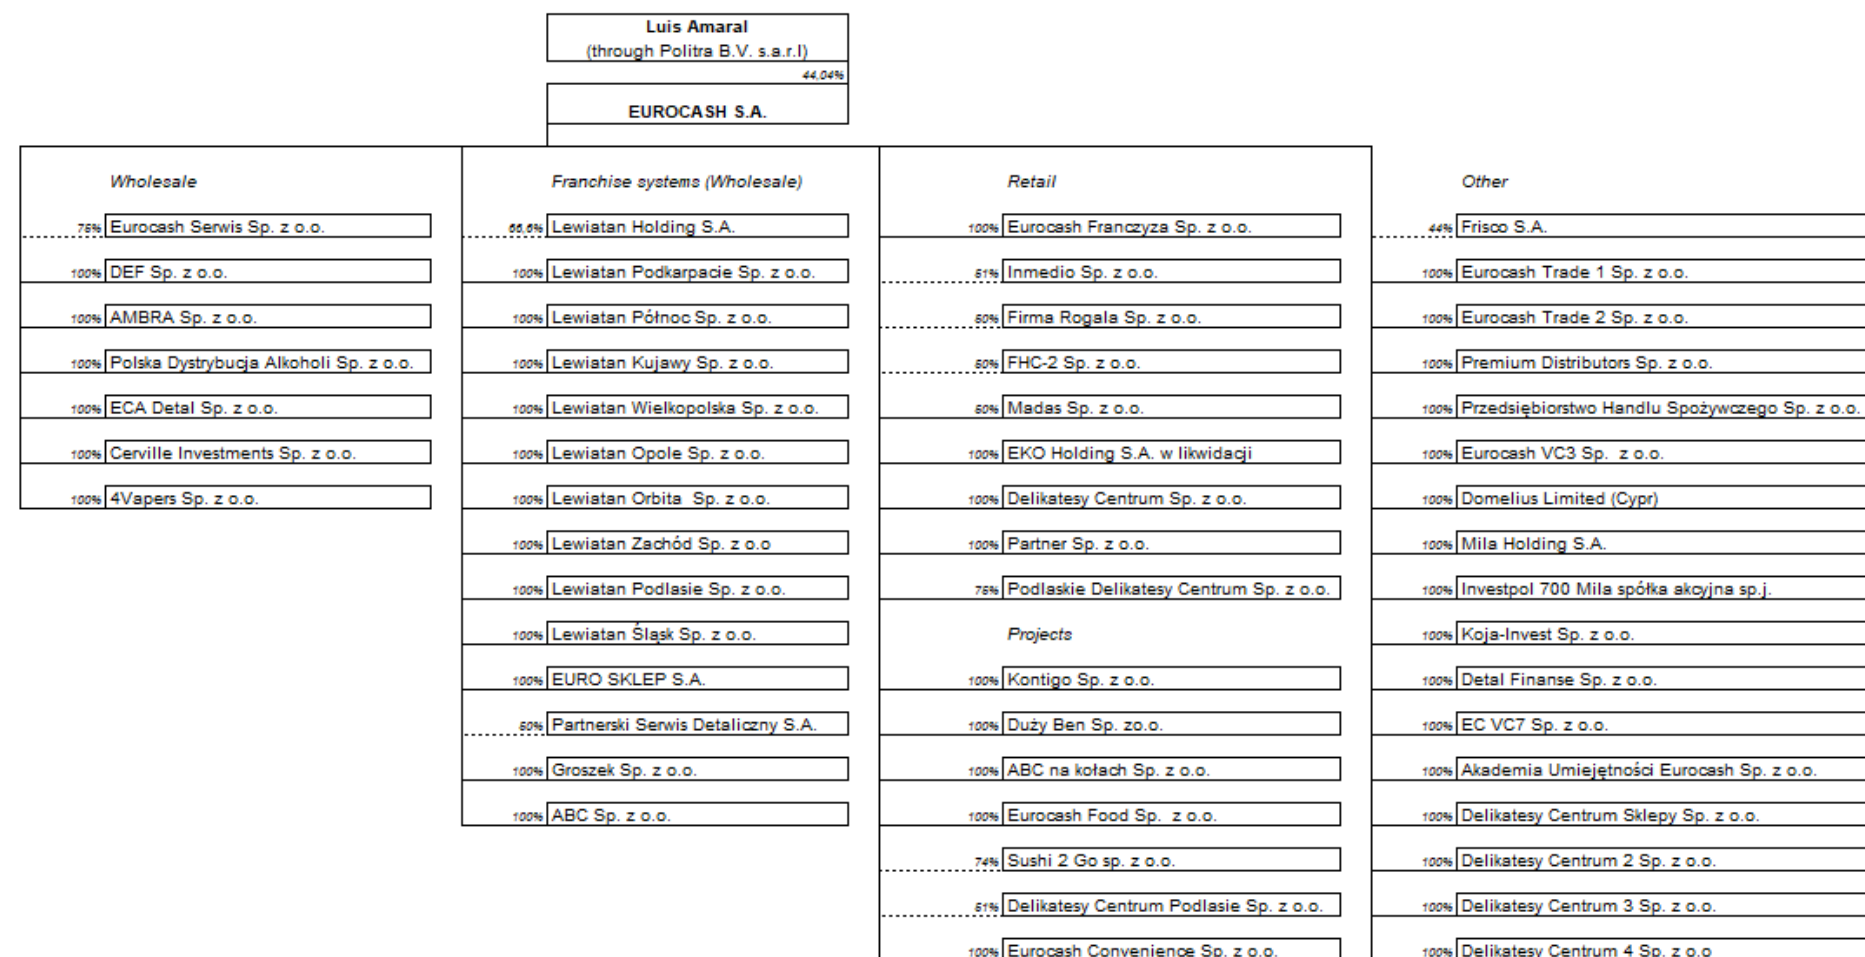 Luis Amaral
(through Politra B.V. s.a.r.l)
44,04%
EUROCASH S.A.
Wholesale
75% Eurocash Serwis Sp. z o.o.
100% DEF Sp. z o.o.
100% AMBRA Sp. z o.o.
100% Polska Dystrybucja Alkoholi Sp. z o.o.
100% ECA Detal Sp. z o.o.
100% Cerville Investments Sp. z o.o.
100% 4Vapers Sp. z o.o.
Franchise systems (Wholesale)
66,6% Lewiatan Holding S.A.
100% Lewiatan Podkarpacie Sp. z o.o.
100% Lewiatan Północ Sp. z o.o.
100% Lewiatan Kujawy Sp. z o.o.
100% Lewiatan Wielkopolska Sp. z o.o.
100% Lewiatan Opole Sp. z o.o.
100% Lewiatan Orbita Sp. z o.o.
100% Lewiatan Zachód Sp. z o.o
100% Lewiatan Podlasie Sp. z o.o.
100% Lewiatan Śląsk Sp. z o.o.
100% EURO SKLEP S.A.
50% Partnerski Serwis Detaliczny S.A.
100% Groszek Sp. z o.o.
100% ABC Sp. z o.o.
Retail
100% Eurocash Franczyza Sp. z o.o.
51% Inmedio Sp. z o.o.
50% Firma Rogala Sp. z o.o.
50% FHC-2 Sp. z o.o.
50% Madas Sp. z o.o.
100% EKO Holding S.A. w likwidacji
100% Delikatesy Centrum Sp. z o.o.
100% Partner Sp. z o.o.
75% Podlaskie Delikatesy Centrum Sp. z o.o.
Projects
100% Kontigo Sp. z o.o.
100% Duży Ben Sp. zo.o.
100% ABC na kołach Sp. z o.o.
100% Eurocash Food Sp. z o.o.
74% Sushi 2 Go sp. z o.o.
51% Delikatesy Centrum Podlasie Sp. z o.o.
100% Eurocash Convenience Sp. z o.o.
Other
44% Frisco S.A.
100% Eurocash Trade 1 Sp. z o.o.
100% Eurocash Trade 2 Sp. z o.o.
100% Premium Distributors Sp. z o.o.
100% Przedsiębiorstwo Handlu Spożywczego Sp. z o.o.
100% Eurocash VC3 Sp. z o.o.
100% Domelius Limited (Cypr)
100% Mila Holding S.A.
100% Investpol 700 Mila spółka akcyjna sp.j.
100% Koja-Invest Sp. z o.o.
100% Detal Finanse Sp. z o.o.
100% EC VC7 Sp. z o.o.
100% Akademia Umiejętności Eurocash Sp. z o.o.
100% Delikatesy Centrum Sklepy Sp. z o.o.
100% Delikatesy Centrum 2 Sp. z o.o.
100% Delikatesy Centrum 3 Sp. z o.o.
100% Delikatesy Centrum 4 Sp. z o.o